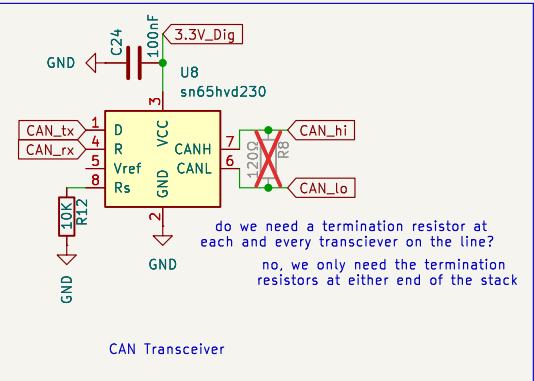 C24
100nF
3.3V_Dig
GND
U8
sn65hvd230
3
CAN_tx
1
D
VCC
CAN_rx
4
R
CANH
7
CAN_hi
5
Vref
CANL
6
120Ω
R8
8
Rs
GND
CAN_lo
10K
R12
2
GND
GND
do we need a termination resistor at
each and every transciever on the line?
no, we only need the termination
resistors at either end of the stack
CAN Transceiver